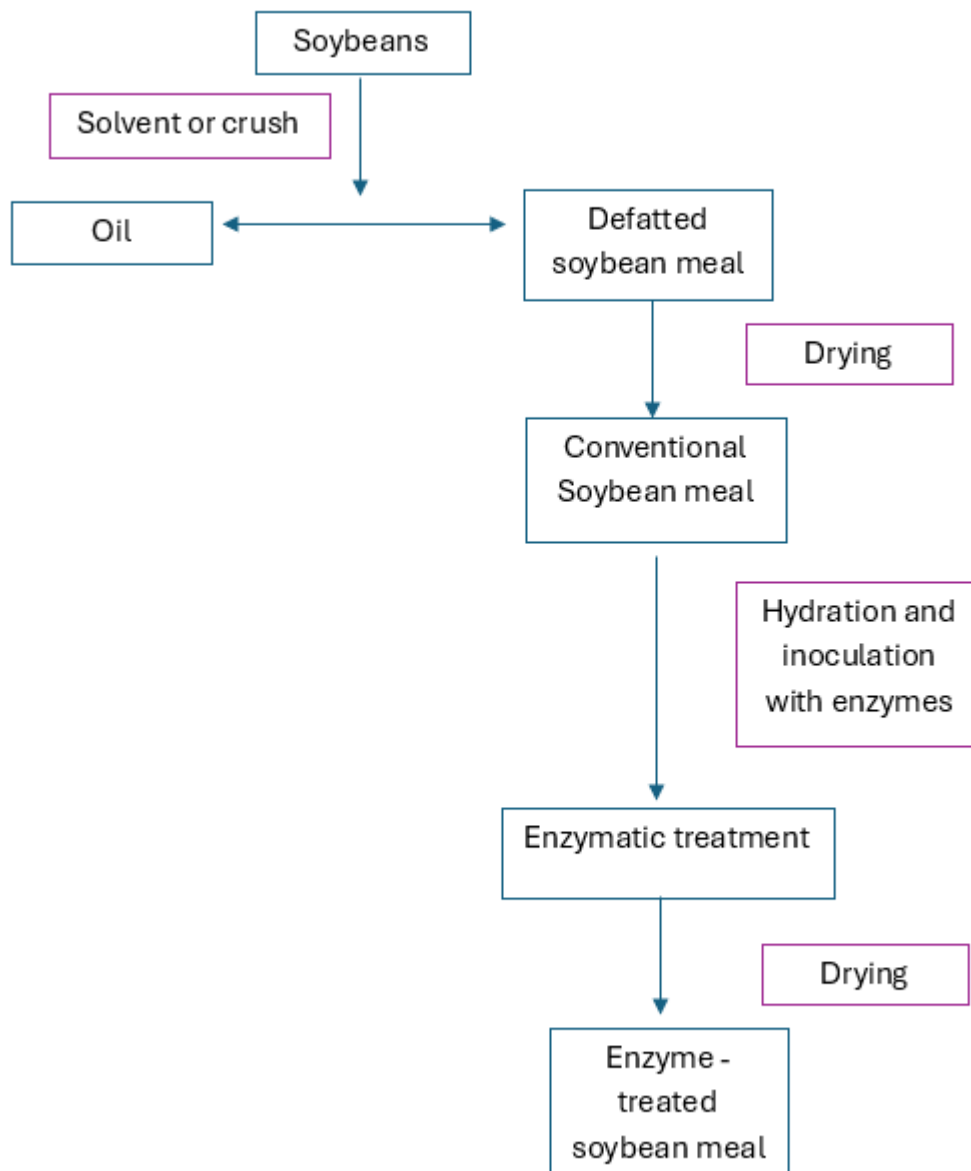 Soybeans
Solvent or crush
Oil
Defatted
soybean meal
Drying
Conventional
Soybean meal
Hydration and
inoculation
with enzymes
Enzymatic treatment
Drying
Enzyme -
treated
soybean meal